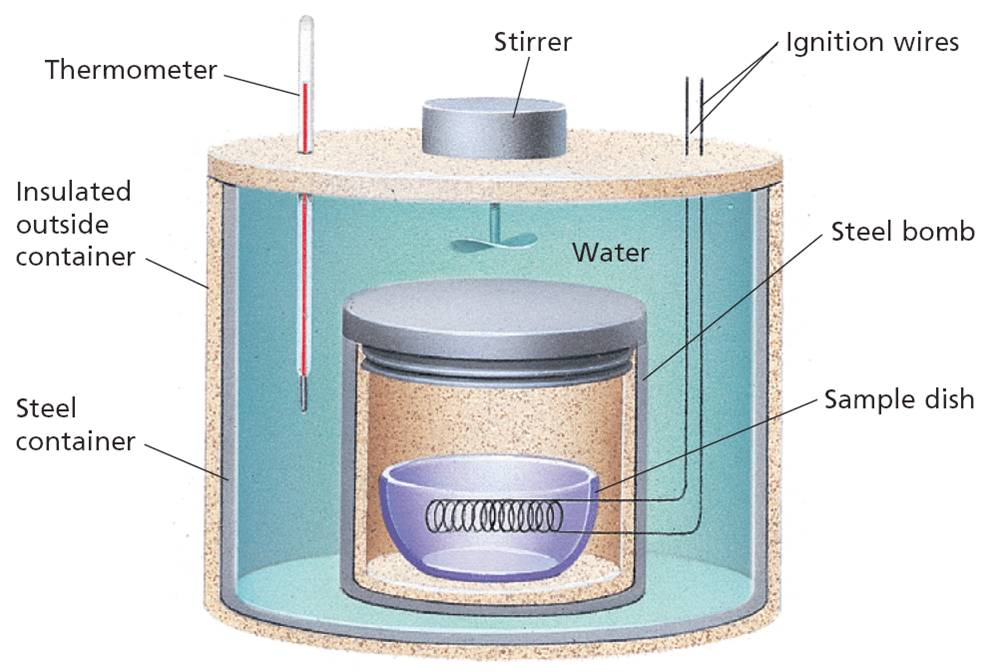 Thermometer
Stirrer
Ignition wires
Insulated
outside
container
Water
Steel bomb
Steel
container
Sample dish